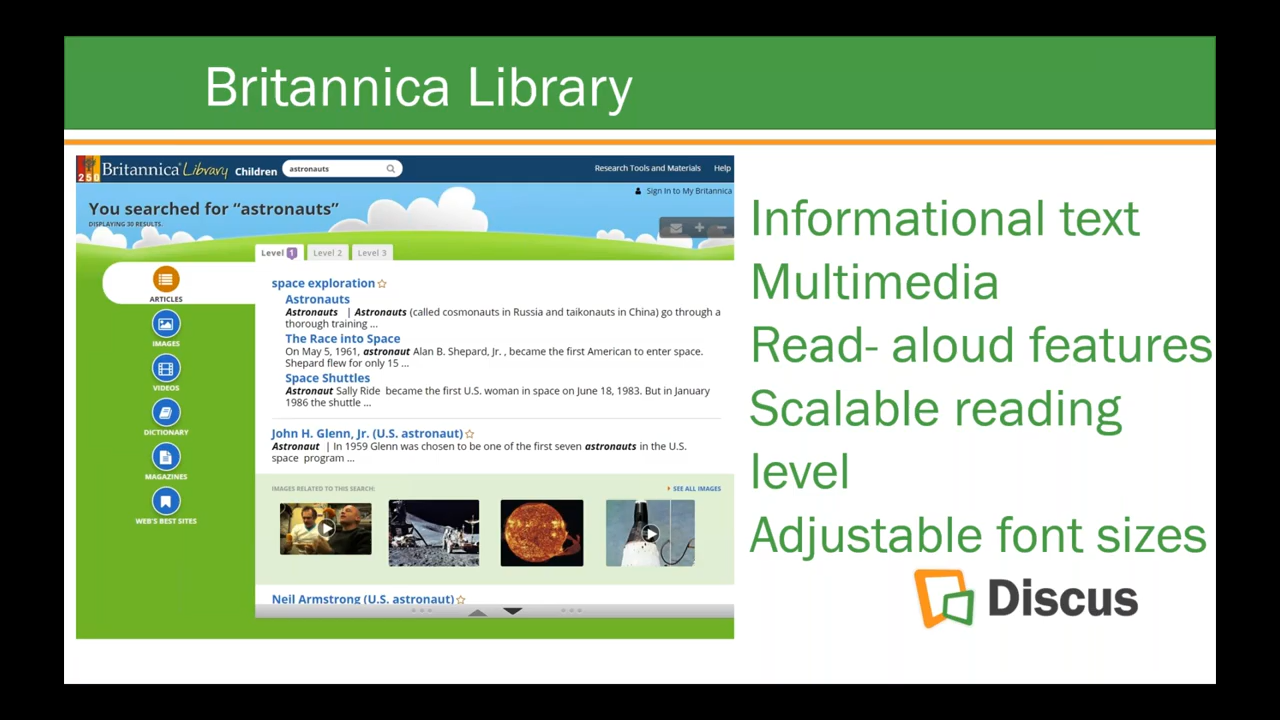 Britannica Library
250 Britannica Library Children astronauts Research Tools and Materials Help
Sign In to My Britannica
You searched for “astronauts”
DISPLAYING 30 RESULTS.
Level 1 Level 2 Level 3
ARTICLES
IMAGES
VIDEOS
DICTIONARY
MAGAZINES
WEB'S BEST SITES
space exploration
Astronauts
Astronauts | Astronauts (called cosmonauts in Russia and taikonauts in China) go through a
thorough training ...
The Race into Space
On May 5, 1961, astronaut Alan B. Shepard, Jr. , became the first American to enter space.
Shepard flew for only 15 ...
Space Shuttles
Astronaut Sally Ride became the first U.S. woman in space on June 18, 1983. But in January
1986 the shuttle ...
John H. Glenn, Jr. (U.S. astronaut)
Astronaut | In 1959 Glenn was chosen to be one of the first seven astronauts in the U.S.
space program ...
IMAGES RELATED TO THIS SEARCH: SEE ALL IMAGES
Neil Armstrong (U.S. astronaut)
Informational text
Multimedia
Read- aloud features
Scalable reading
level
Adjustable font sizes
Discus